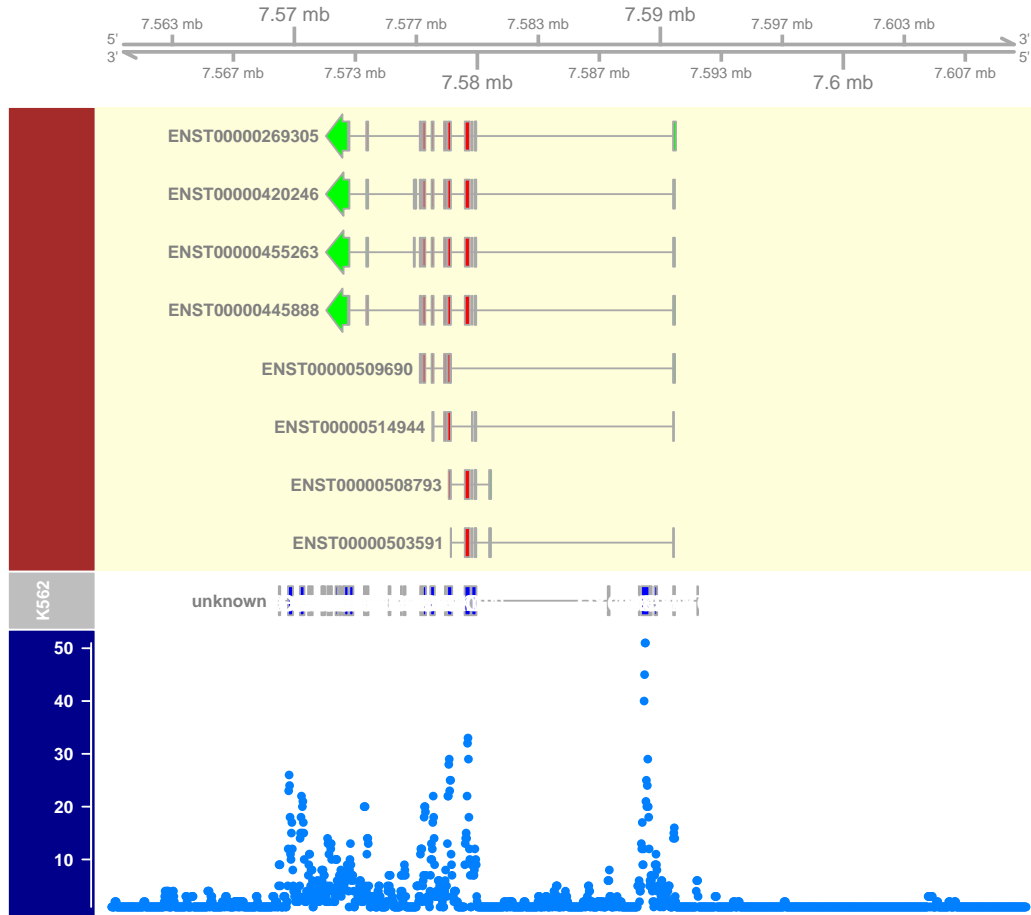 7.57 mb 7.59 mb
7.563 mb 7.577 mb 7.583 mb 7.597 mb 7.603 mb
5' 3'
3' 5'
7.567 mb 7.573 mb 7.587 mb 7.593 mb 7.607 mb
7.58 mb 7.6 mb
ENST00000269305
ENST00000420246
ENST00000455263
ENST00000445888
ENST00000509690
ENST00000514944
ENST00000508793
ENST00000503591
K562
unknown
50
40
30
20
10